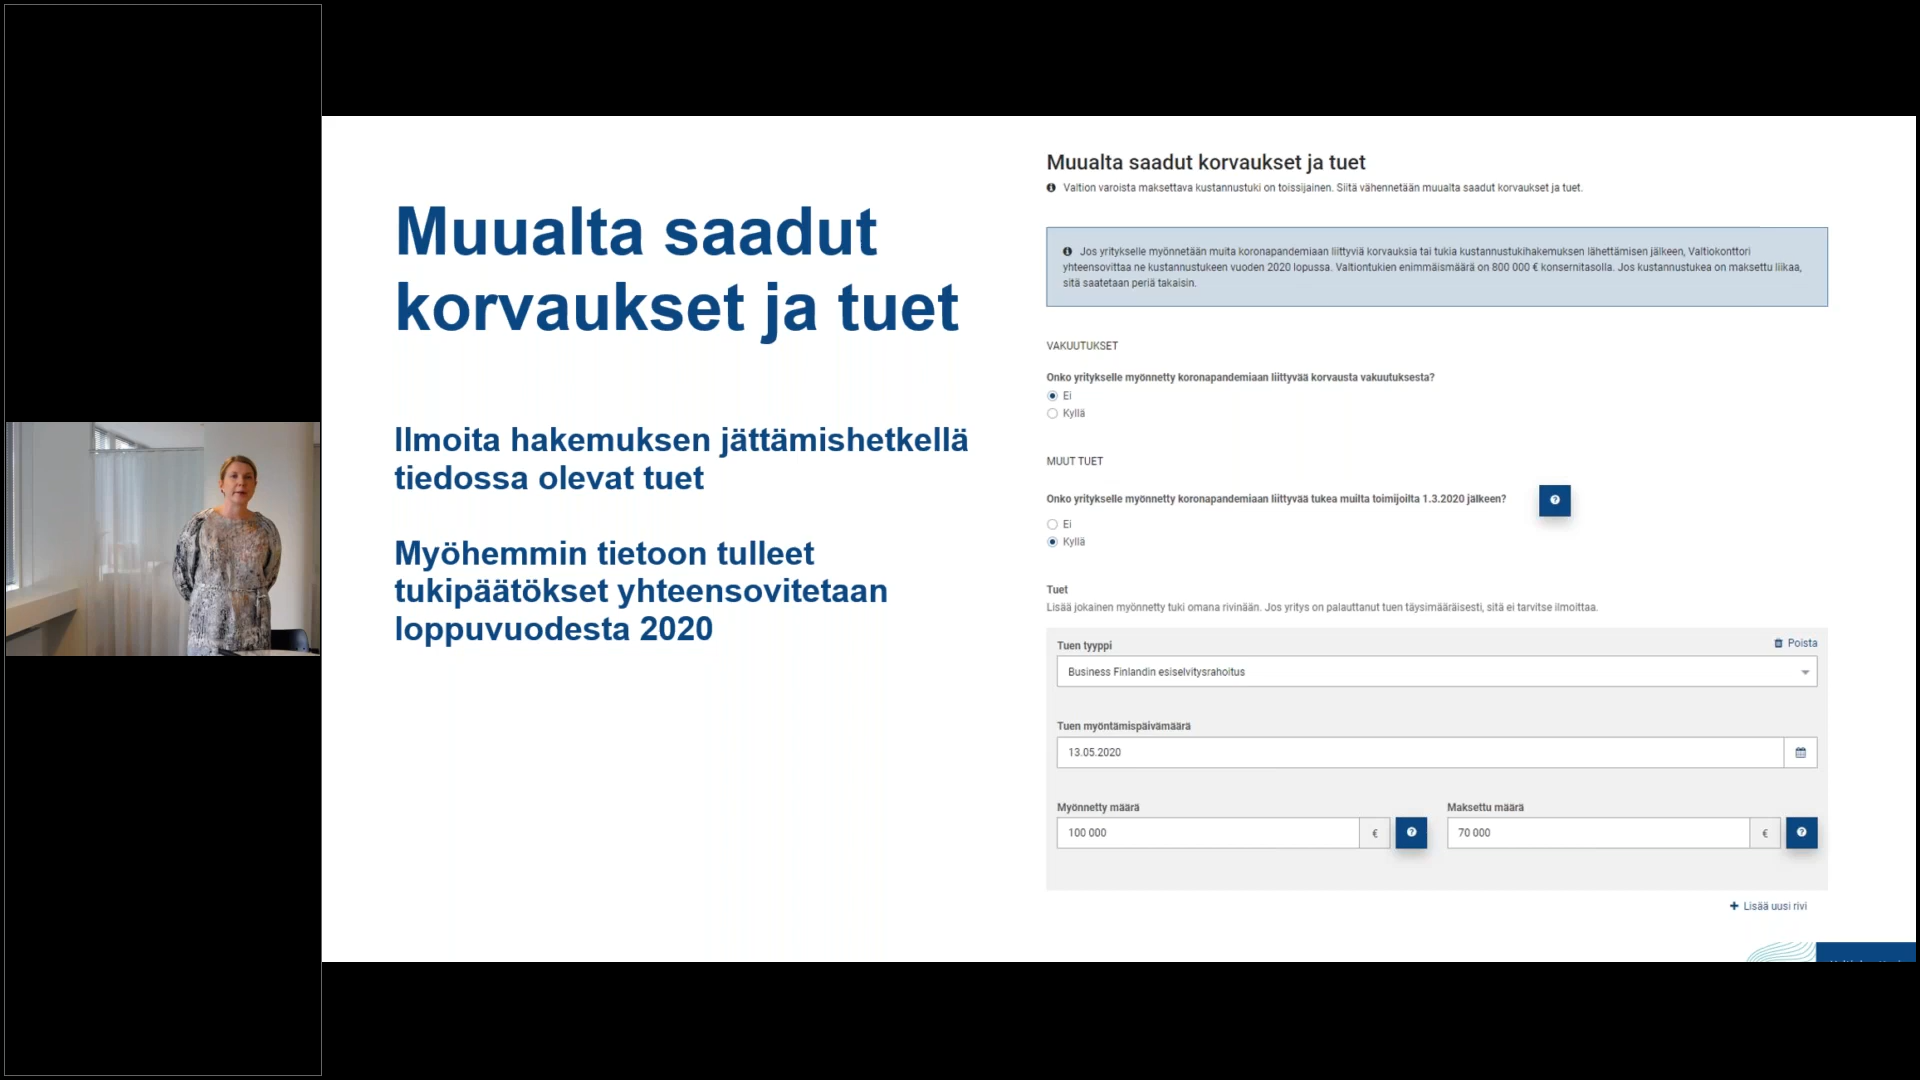 Muualta saadut
korvaukset ja tuet
Ilmoita hakemuksen jättämishetkellä
tiedossa olevat tuet
Myöhemmin tietoon tulleet
tukipäätökset yhteensovitetaan
loppuvuodesta 2020
Muualta saadut korvaukset ja tuet
Valtion varoista maksettava kustannustuki on toissijainen. Siitä vähennetään muualta saadut korvaukset ja tuet.
Jos yritykselle myönnetään muita koronapandemiaan liittyviä korvauksia tai tukia kustannustukihakemuksen lähettämisen jälkeen, Valtiokonttori
yhteensovittaa ne kustannustukeen vuoden 2020 lopussa. Valtiontukien enimmäismäärä on 800 000 € konsernitasolla. Jos kustannustukea on maksettu liikaa,
sitä saatetaan periä takaisin.
VAKUUTUKSET
Onko yritykselle myönnetty koronapandemiaan liittyvää korvausta vakuutuksesta?
Ei
Kyllä
MUUT TUET
Onko yritykselle myönnetty koronapandemiaan liittyvää tukea muilta toimijoilta 1.3.2020 jälkeen?
Ei
Kyllä
Tuet
Lisää jokainen myönnetty tuki omana rivinään. Jos yritys on palauttanut tuen täysimääräisesti, sitä ei tarvitse ilmoittaa.
Tuen tyyppi
Poista
Business Finlandin esiselvitysrahoitus
Tuen myöntämispäivämäärä
13.05.2020
Myönnetty määrä
100 000 €
Maksettu määrä
70 000 €
+ Lisää uusi rivi